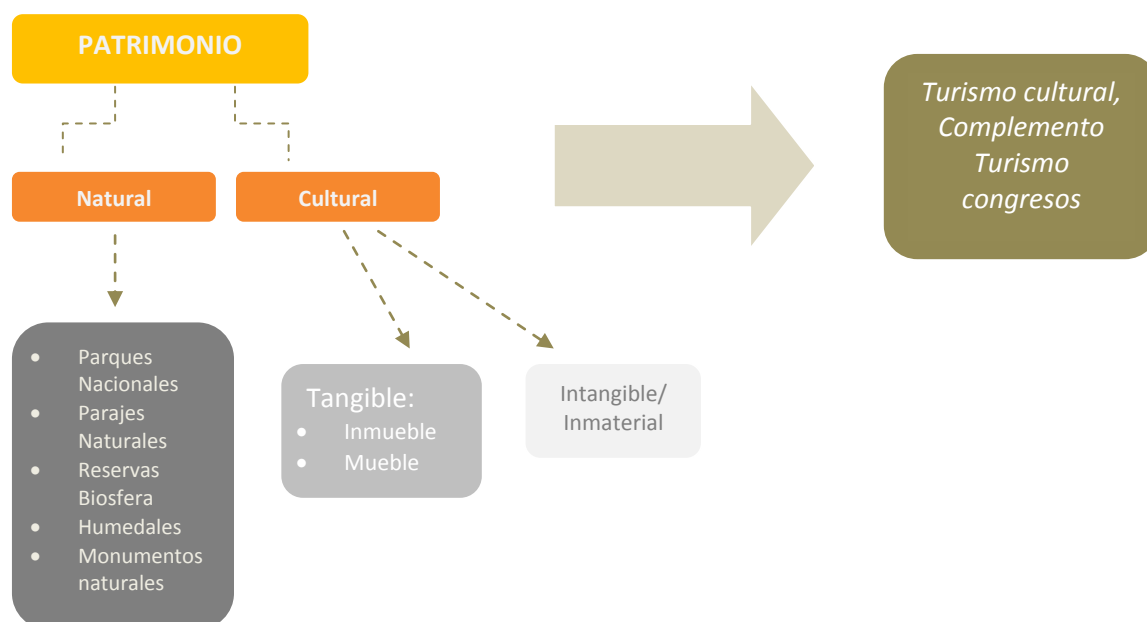 PATRIMONIO
Turismo cultural,
Complemento
Turismo
congresos
Natural
Cultural
• Parques
Nacionales
• Parajes
Naturales
• Reservas
Biosfera
• Humedales
• Monumentos
naturales
Tangible:
• Inmueble
• Mueble
Intangible/
Inmaterial